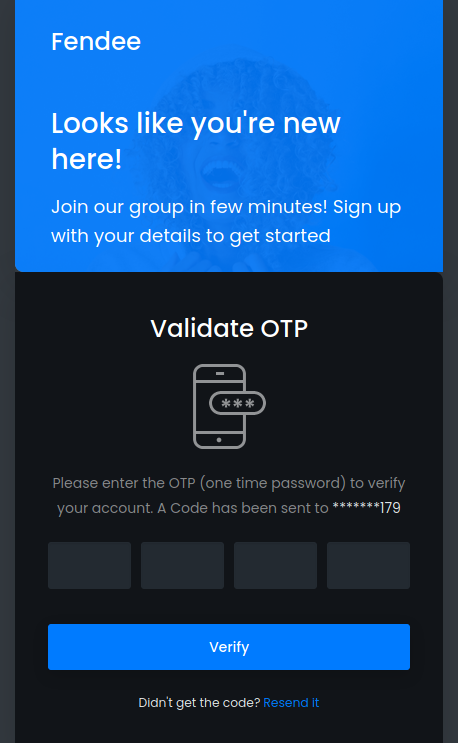 Fendee
Looks like you're new
here!
Join our group in few minutes! Sign up
with your details to get started
Validate OTP
***
Please enter the OTP (one time password) to verify
your account. A Code has been sent to *******179
Verify
Didn't get the code? Resend it